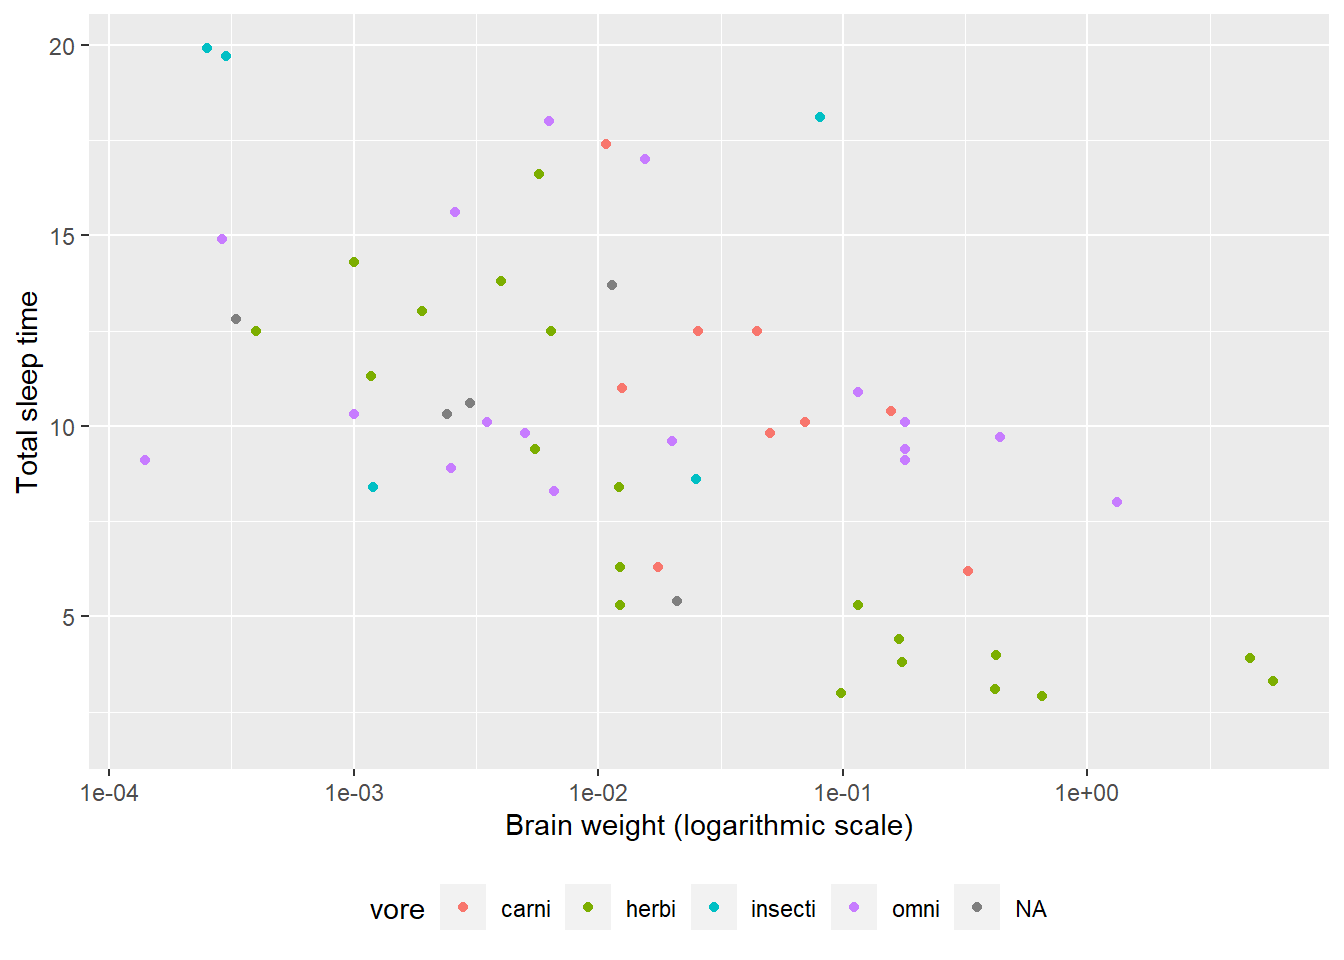 20
15
10
5
Total sleep time
1e-04 1e-03 1e-02 1e-01 1e+00
Brain weight (logarithmic scale)
vore carni herbi insecti omni NA